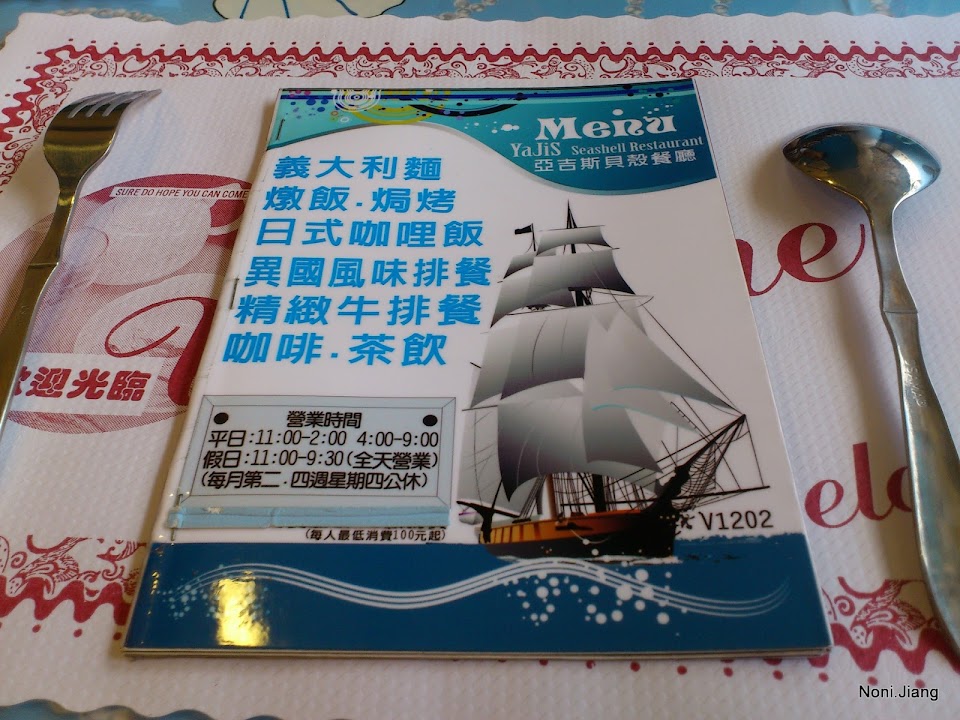 Menu
YaJiS Seashell Restaurant
亞吉斯貝殼餐廳
義大利麵
燉飯．焗烤
日式咖哩飯
異國風味排餐
精緻牛排餐
咖啡．茶飲
營業時間
平日:11:00-2:00 4:00-9:00
假日:11:00-9:30(全天營業)
(每月第二．四週星期四公休)
(每人最低消費100元起)
V1202
SURE DO HOPE YOU CAN COME
迎光臨
Noni.Jiang